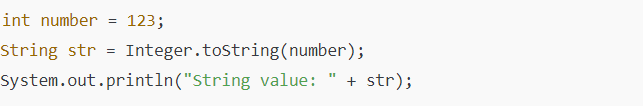 int number = 123;
String str = Integer.toString(number);
System.out.println("String value: " + str);